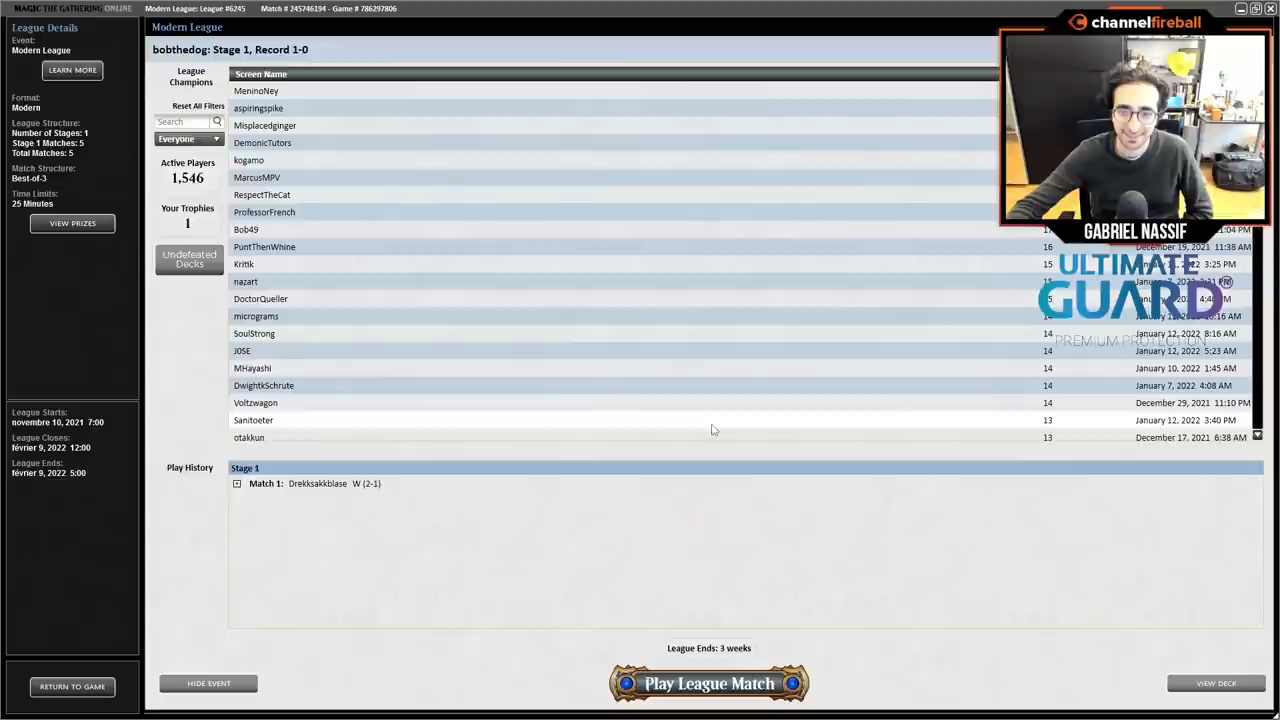 MAGIC THE GATHERING ONLINE
Modern League: League #6245
Match # 245746194 - Game # 786297806
League Details
Event:
Modern League
LEARN MORE
Format:
Modern
League Structure:
Number of Stages: 1
Stage 1 Matches: 5
Total Matches: 5
Match Structure:
Best-of-3
Time Limits:
25 Minutes
VIEW PRIZES
League Starts:
novembre 10, 2021 7:00
League Closes:
février 9, 2022 12:00
League Ends:
févrer 9, 2022 5:00
RETURN TO GAME
Modern League
bobthedog: Stage 1, Record 1-0
League
Champions
Reset All Filters
Search
Everyone
Active Players
1,546
Your Trophies
1
Undefeated
Decks
Screen Name
MeninoNey
aspiringspike
Misplacedginger
DemonicTutors
kogamo
MarcusMPV
RespectTheCat
ProfessorFrench
Bob49
PuntThenWhine 16 December 19, 2021 11:38 AM
Kritik 15 2022 3:25 PM
nazart
DoctorQueller
micrograms
SoulStrong 14 January 12, 2022 8:16 AM
J0SE 14 January 12, 2022 5:23 AM
MHayashi 14 January 10, 2022 1:45 AM
DwightkSchrute 14 January 7, 2022 4:08 AM
Voltzwagon 14 December 29, 2021 11:10 PM
Sanitoeter 13 January 12, 2022 3:40 PM
otakkun 13 December 17, 2021 6:38 AM
Play History
Stage 1
Match 1: Drekksakkblase W (2-1)
League Ends: 3 weeks
HIDE EVENT
Play League Match
VIEW DECK
channelfireball
GABRIEL NASSIF
ULTIMATE
GUARD
PREMIUM PROTECTION